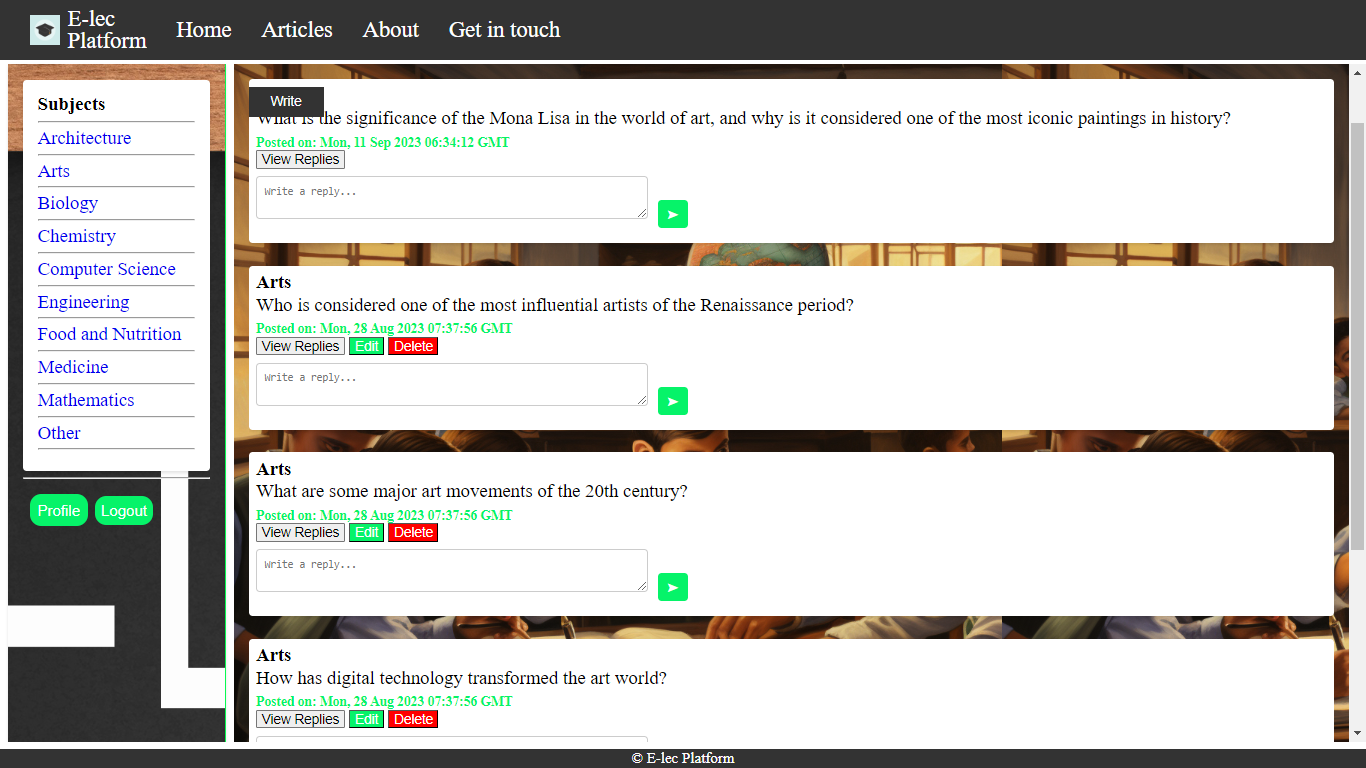 E-lec
Platform
Home
Articles
About
Get in touch
Subjects
Architecture
Arts
Biology
Chemistry
Computer Science
Engineering
Food and Nutrition
Medicine
Mathematics
Other
Profile
Logout
Write
What is the significance of the Mona Lisa in the world of art, and why is it considered one of the most iconic paintings in history?
Posted on: Mon, 11 Sep 2023 06:34:12 GMT
View Replies
Write a reply...
Arts
Who is considered one of the most influential artists of the Renaissance period?
Posted on: Mon, 28 Aug 2023 07:37:56 GMT
View Replies Edit Delete
Write a reply...
Arts
What are some major art movements of the 20th century?
Posted on: Mon, 28 Aug 2023 07:37:56 GMT
View Replies Edit Delete
Write a reply...
Arts
How has digital technology transformed the art world?
Posted on: Mon, 28 Aug 2023 07:37:56 GMT
View Replies Edit Delete
© E-lec Platform